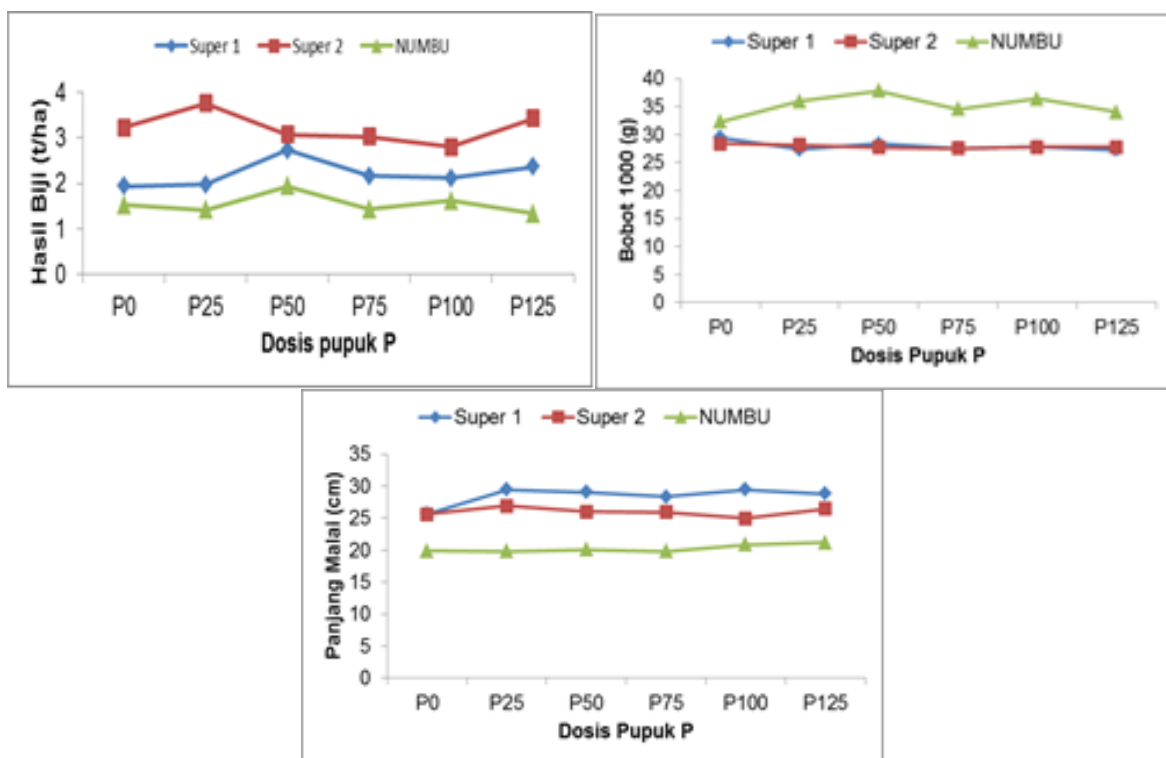 Super 1 Super 2 NUMBU
Hasil Biji (t/ha)
4
3
2
1
0
P0 P25 P50 P75 P100 P125
Dosis pupuk P
Super 1 Super 2 NUMBU
Bobot 1000 (g)
40
35
30
25
20
15
10
5
0
P0 P25 P50 P75 P100 P125
Dosis Pupuk P
Super 1 Super 2 NUMBU
Panjang Malai (cm)
35
30
25
20
15
10
5
0
P0 P25 P50 P75 P100 P125
Dosis Pupuk P